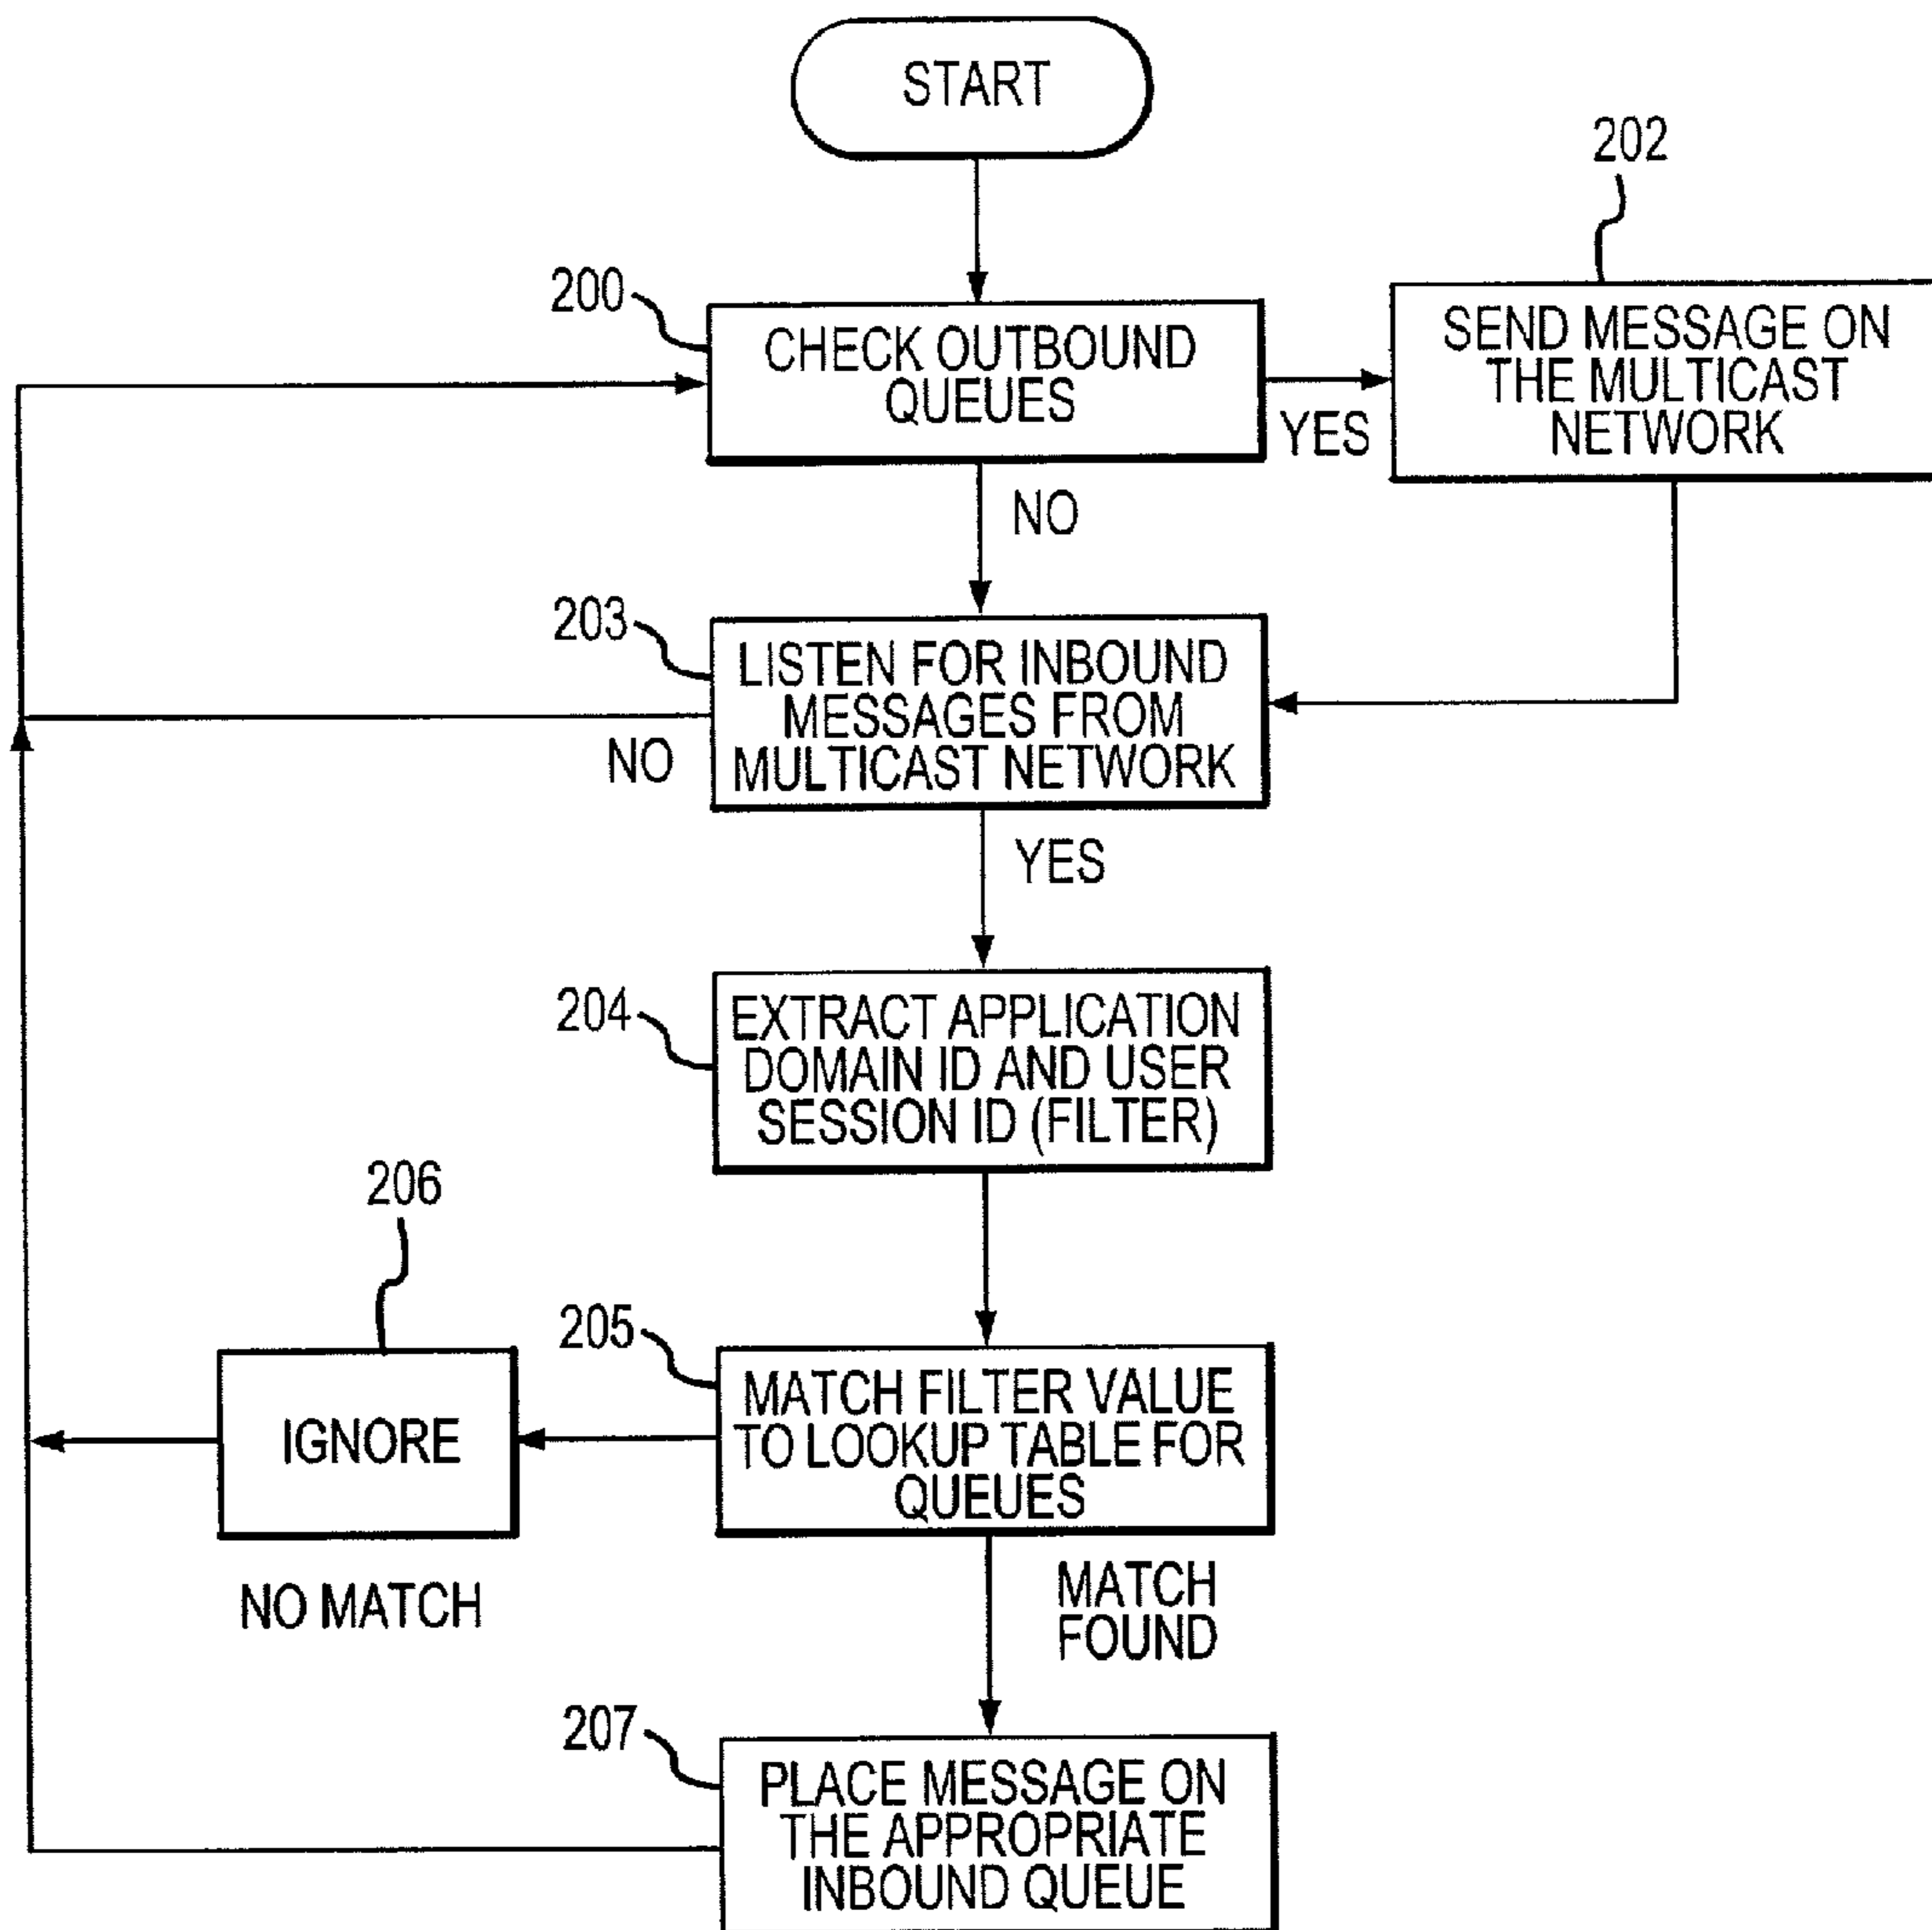 START
202
200
CHECK OUTBOUND
QUEUES
YES
SEND MESSAGE ON
THE MULTICAST
NETWORK
NO
203
LISTEN FOR INBOUND
MESSAGES FROM
MULTICAST NETWORK
NO
YES
204
EXTRACT APPLICATION
DOMAIN ID AND USER
SESSION ID (FILTER)
206
205
IGNORE
MATCH FILTER VALUE
TO LOOKUP TABLE FOR
QUEUES
NO MATCH
MATCH
FOUND
207
PLACE MESSAGE ON
THE APPROPRIATE
INBOUND QUEUE